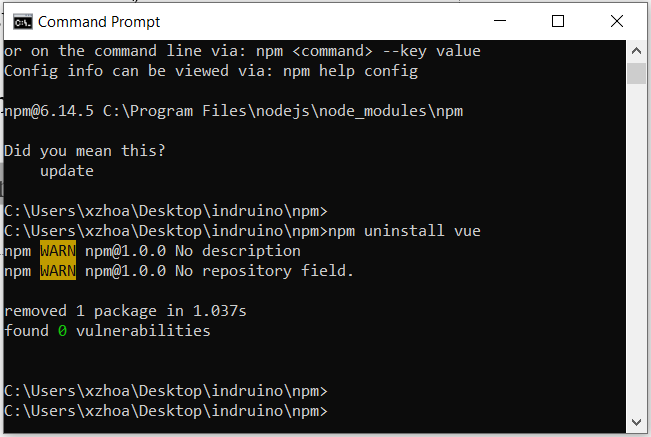 Command Prompt
or on the command line via: npm <command> --key value
Config info can be viewed via: npm help config
npm@6.14.5 C:\Program Files\nodejs\node_modules\npm
Did you mean this?
update
C:\Users\xzhoa\Desktop\indruino\npm>
C:\Users\xzhoa\Desktop\indruino\npm>npm uninstall vue
npm WARN npm@1.0.0 No description
npm WARN npm@1.0.0 No repository field.
removed 1 package in 1.037s
found 0 vulnerabilities
C:\Users\xzhoa\Desktop\indruino\npm>
C:\Users\xzhoa\Desktop\indruino\npm>